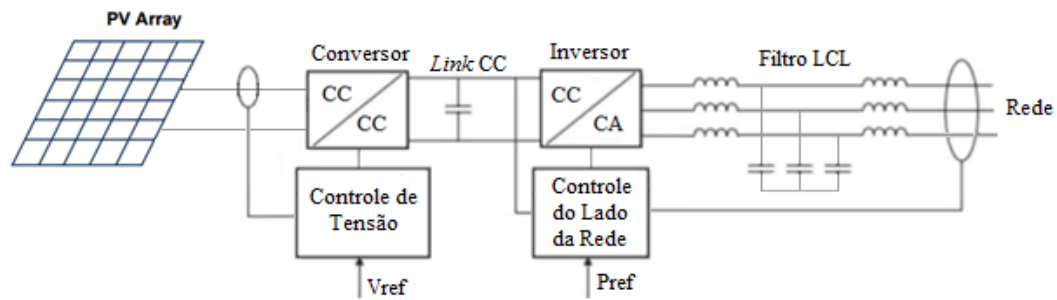 PV Array
Conversor
Link CC
Inversor
Filtro LCL
CC
CC
CC
CA
Rede
Controle de
Tensão
Controle
do Lado
da Rede
Vref
Pref